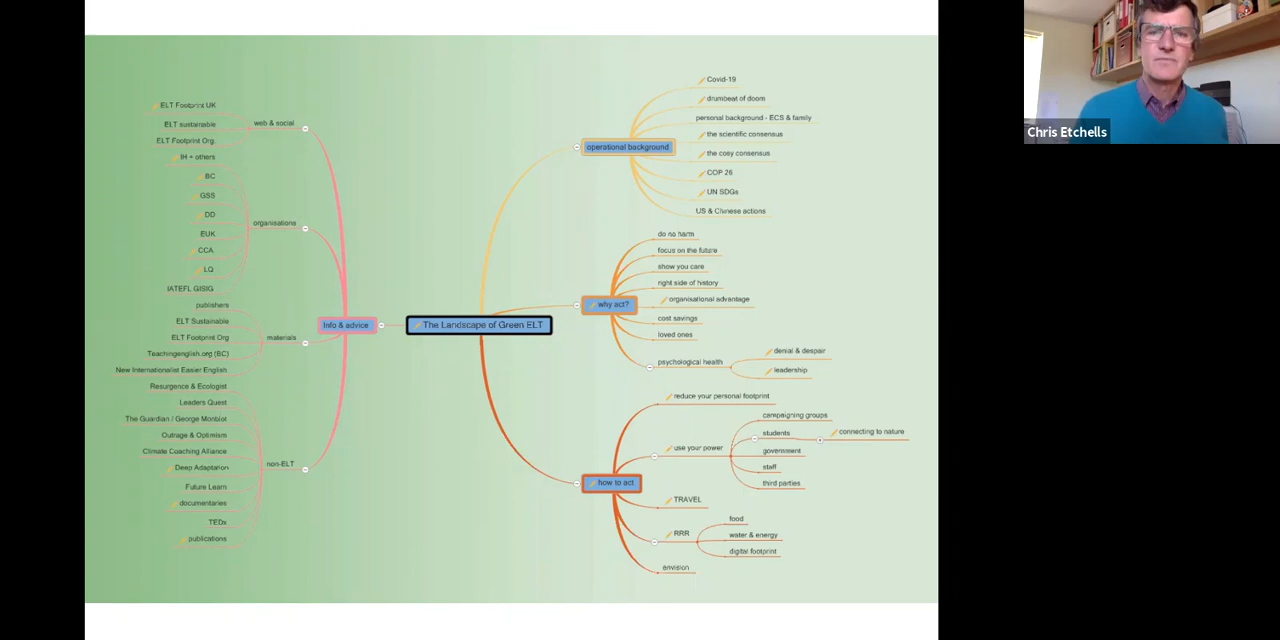 ELT Footprint UK
ELT sustainable
ELT Footprint Org.
web & social
IH + others
BC
GSS
DD
EUK
CCA
LQ
IATEFL GISIG
organisations
publishers
ELT Sustainable
ELT Footprint Org
Teachingenglish.org (BC)
New Internationalist Easier English
materials
Resurgence & Ecologist
Leaders Quest
The Guardian / George Monbiot
Outrage & Optimism
Climate Coaching Alliance
Deep Adaptation
Future Learn
documentaries
TEDx
publications
non-ELT
Info & advice
The Landscape of Green ELT
operational background
Covid-19
drumbeat of doom
personal background - ECS & family
the scientific consensus
the cosy consensus
COP 26
UN SDGs
US & Chinese actions
why act?
do no harm
focus on the future
show you care
right side of history
organisational advantage
cost savings
loved ones
psychological health
denial & despair
leadership
how to act
reduce your personal footprint
use your power
campaigning groups
students
connecting to nature
government
staff
third parties
TRAVEL
RRR
food
water & energy
digital footprint
envision
Chris Etchells